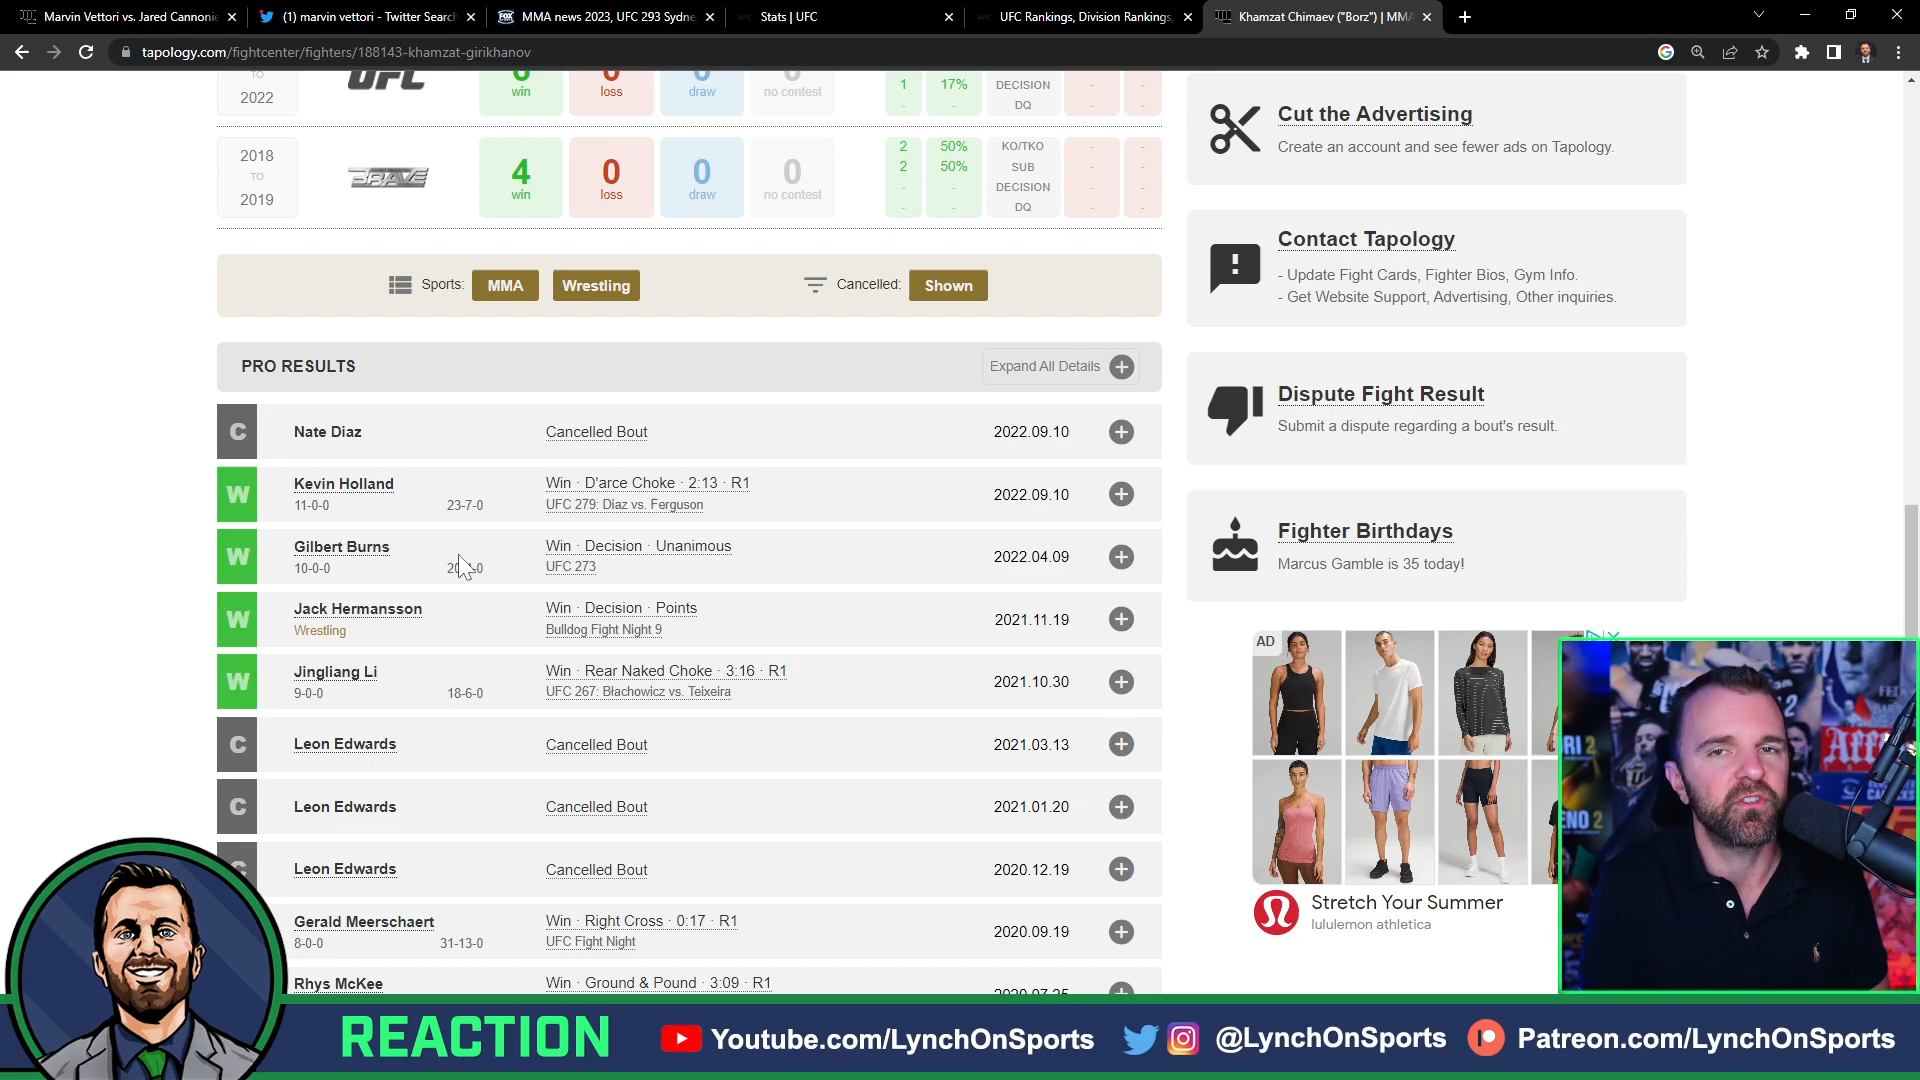 Marvin Vettori vs. Jared Cannonie
(1) marvin vettori - Twitter Search
MMA news 2023, UFC 293 Sydne
Stats | UFC
UFC Rankings, Division Rankings,
Khamzat Chimaev ("Borz") | MMA
tapology.com/fightcenter/fighters/188143-khamzat-girikhanov
TO
2022
UFC
win
loss
draw
no contest
1
17%
DECISION
-
-
-
-
DQ
-
-
2018
TO
2019
BRAVE
4
win
0
loss
0
draw
0
no contest
2 50% KO/TKO - -
2 50% SUB - -
- - DECISION - -
- - DQ - -
Sports: MMA Wrestling
Cancelled: Shown
PRO RESULTS
Expand All Details
C Nate Diaz Cancelled Bout 2022.09.10
W Kevin Holland Win · D'arce Choke · 2:13 · R1 2022.09.10
11-0-0 23-7-0 UFC 279: Diaz vs. Ferguson
W Gilbert Burns Win · Decision · Unanimous 2022.04.09
10-0-0 UFC 273
W Jack Hermansson Win · Decision · Points 2021.11.19
Wrestling Bulldog Fight Night 9
W Jingliang Li Win · Rear Naked Choke · 3:16 · R1 2021.10.30
9-0-0 18-6-0 UFC 267: Błachowicz vs. Teixeira
C Leon Edwards Cancelled Bout 2021.03.13
C Leon Edwards Cancelled Bout 2021.01.20
C Leon Edwards Cancelled Bout 2020.12.19
Gerald Meerschaert Win · Right Cross · 0:17 · R1 2020.09.19
8-0-0 31-13-0 UFC Fight Night
Rhys McKee Win · Ground & Pound · 3:09 · R1 2020.07.25
Cut the Advertising
Create an account and see fewer ads on Tapology.
Contact Tapology
- Update Fight Cards, Fighter Bios, Gym Info.
- Get Website Support, Advertising, Other inquiries.
Dispute Fight Result
Submit a dispute regarding a bout's result.
Fighter Birthdays
Marcus Gamble is 35 today!
AD
Stretch Your Summer
lululemon athletica
REACTION
Youtube.com/LynchOnSports
@LynchOnSports
Patreon.com/LynchOnSports